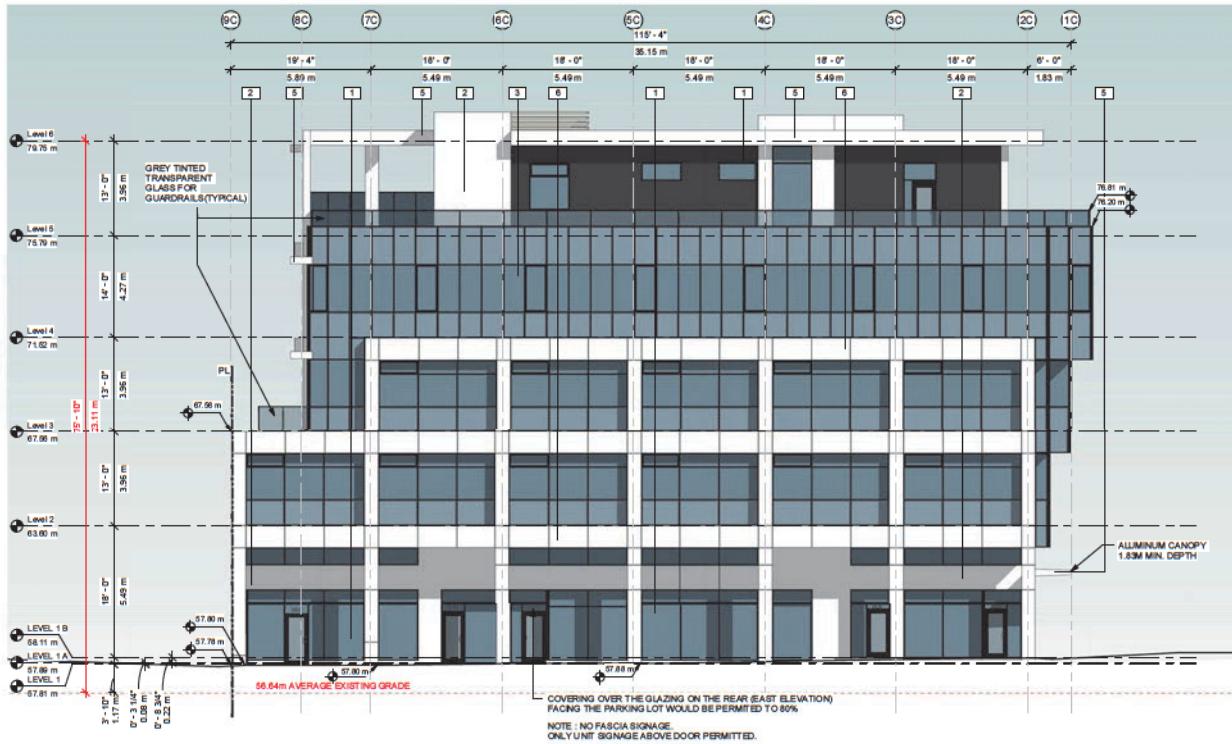 9C 8C 7C 6C 5C 4C 3C 2C 1C
115' - 4"
35.15 m
19' - 4" 18' - 0" 18' - 0" 18' - 0" 18' - 0" 18' - 0" 6' - 0"
5.89 m 5.49 m 5.49 m 5.49 m 5.49 m 5.49 m 1.83 m
2 5 1 5 2 3 6 1 1 5 6 2 5
Level 6
79.75 m
13' - 0"
3.96 m
GREY TINTED
TRANSPARENT
GLASS FOR
GUARDRAILS(TYPICAL)
76.81 m
76.20 m
Level 5
75.79 m
14' - 0"
4.27 m
Level 4
71.52 m
13' - 0"
3.96 m
PL
67.56 m
75' - 10"
23.11 m
Level 3
67.56 m
13' - 0"
3.96 m
Level 2
63.60 m
ALUMINUM CANOPY
1.83M MIN. DEPTH
18' - 0"
5.49 m
57.80 m
LEVEL 1 B
58.11 m
57.78 m
LEVEL 1 A
57.89 m
57.80 m
57.88 m
LEVEL 1
57.81 m
56.64m AVERAGE EXISTING GRADE
3' - 10"
1.17 m
0' - 3 1/4"
0.08 m
0' - 8 3/4"
0.22 m
COVERING OVER THE GLAZING ON THE REAR (EAST ELEVATION)
FACING THE PARKING LOT WOULD BE PERMITED TO 80%
NOTE : NO FASCIA SIGNAGE.
ONLY UNIT SIGNAGE ABOVE DOOR PERMITTED.